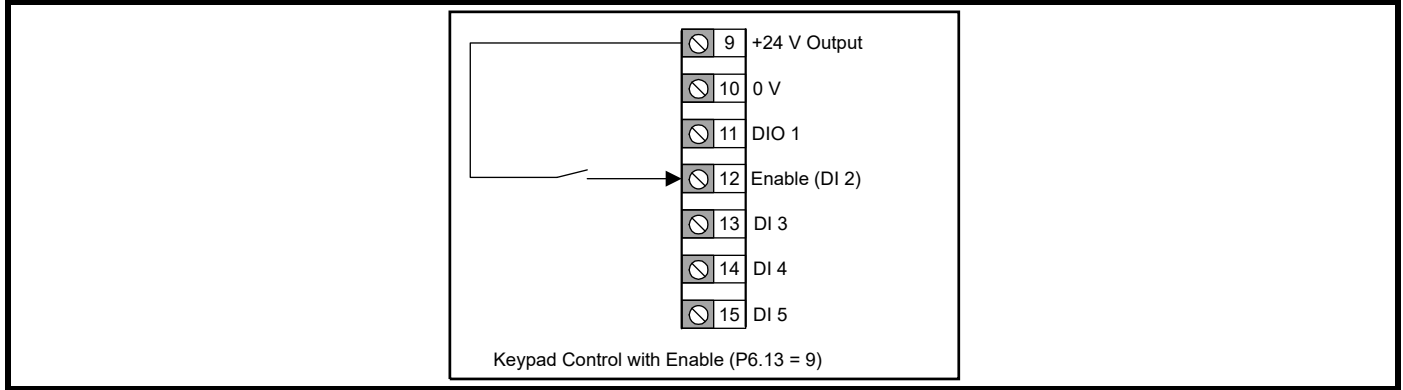 9 +24 V Output
10 0 V
11 DIO 1
12 Enable (DI 2)
13 DI 3
14 DI 4
15 DI 5
Keypad Control with Enable (P6.13 = 9)